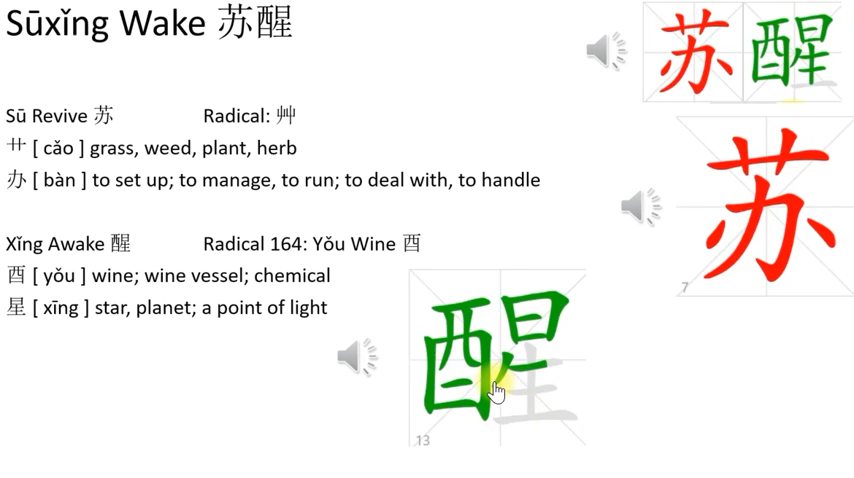 Sūxǐng Wake 苏醒
苏醒
Sū Revive 苏 Radical: 艸
艹 [ cǎo ] grass, weed, plant, herb
办 [ bàn ] to set up; to manage, to run; to deal with, to handle
苏
7
Xǐng Awake 醒 Radical 164: Yǒu Wine 酉
酉 [ yǒu ] wine; wine vessel; chemical
星 [ xīng ] star, planet; a point of light
醒
13